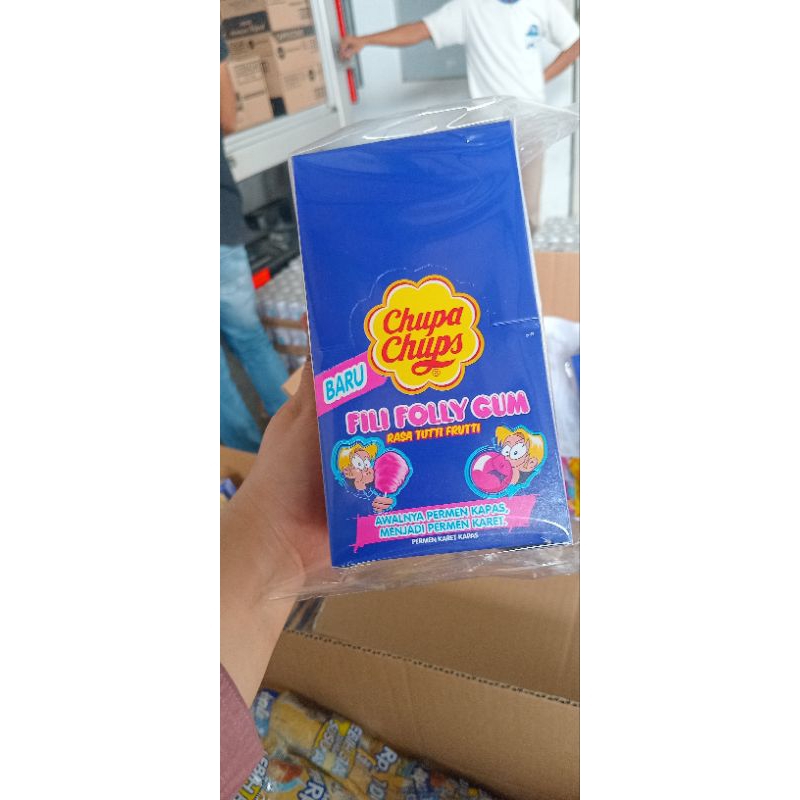 Chupa
Chups
BARU
FILI FOLLY GUM
RASA TUTTI FRUTTI
AWALNYA PERMEN KAPAS,
MENJADI PERMEN KARET.
PERMEN KARET KAPAS